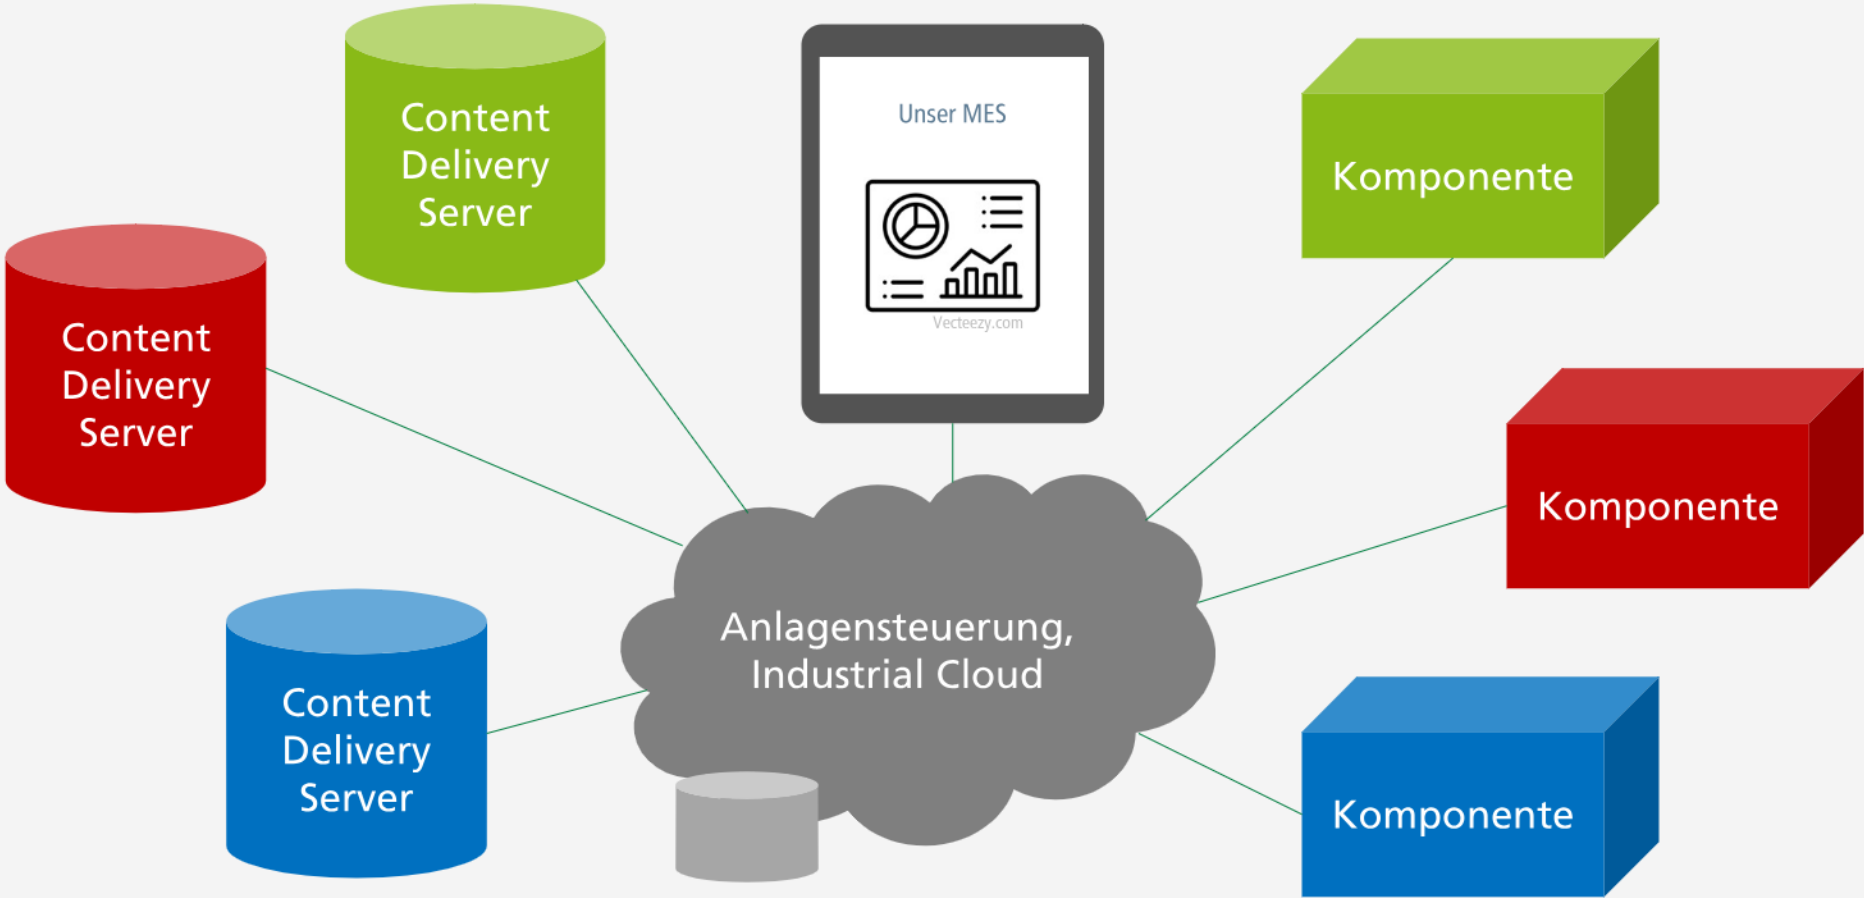 Content
Delivery
Server
Content
Delivery
Server
Content
Delivery
Server
Unser MES
Vecteezy.com
Anlagensteuerung,
Industrial Cloud
Komponente
Komponente
Komponente